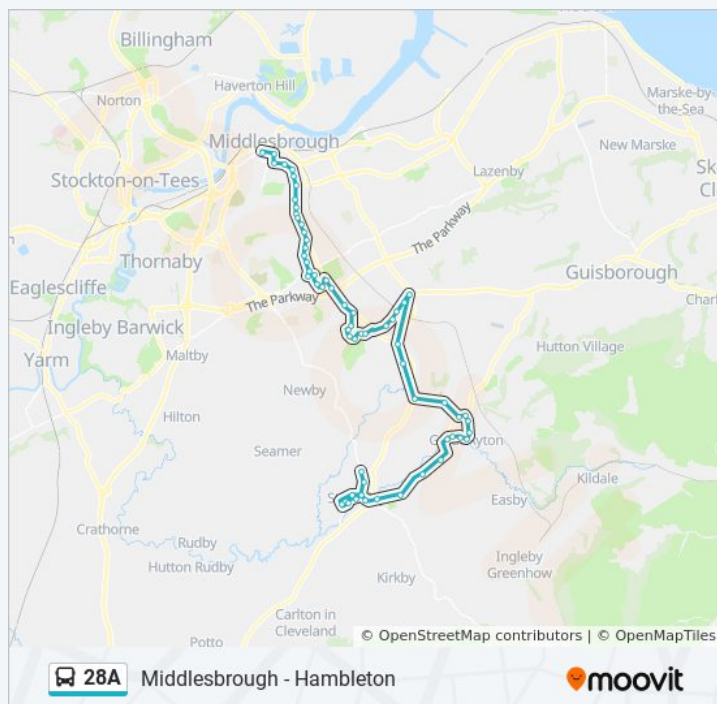 Billingham
Norton
Haverton Hill
Marske-by
the-Sea
Middlesbrough
New Marske
Stockton-on-Tees
Lazenby
Sk
Cl
The Parkway
Thornaby
Eaglescliffe
Guisborough
The Parkway
Char
Ingleby Barwick
Yarm
Maltby
Hutton Village
Newby
Hilton
Seamer
Kildale
Easby
Crathorne
Rudby
Hutton Rudby
Ingleby
Greenhow
Kirkby
Carlton in
Cleveland
Potto
© OpenStreetMap contributors | © OpenMapTiles
28A Middlesbrough - Hambleton moovit